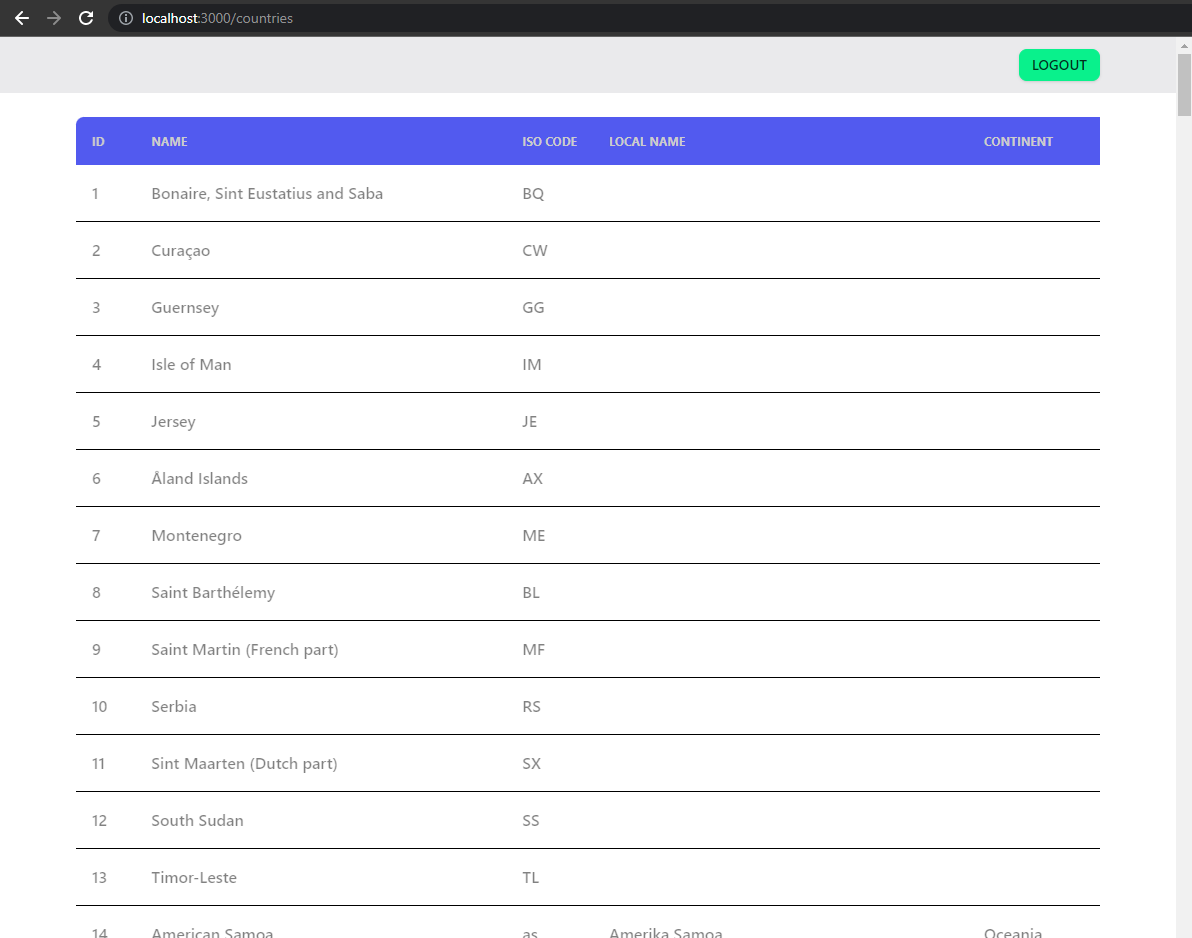 localhost:3000/countries
LOGOUT
ID NAME ISO CODE LOCAL NAME CONTINENT
1 Bonaire, Sint Eustatius and Saba BQ
2 Curaçao CW
3 Guernsey GG
4 Isle of Man IM
5 Jersey JE
6 Åland Islands AX
7 Montenegro ME
8 Saint Barthélemy BL
9 Saint Martin (French part) MF
10 Serbia RS
11 Sint Maarten (Dutch part) SX
12 South Sudan SS
13 Timor-Leste TL
14 American Samoa as Amerika Samoa Oceania